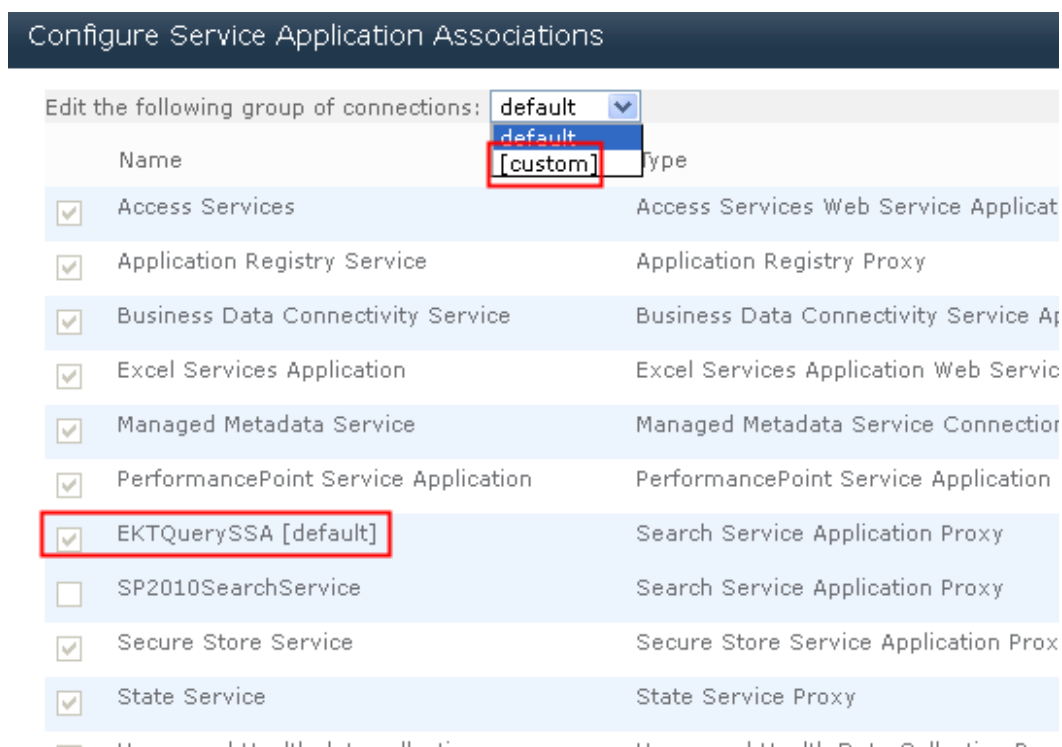 Configure Service Application Associations
Edit the following group of connections: default
default
[custom]
Name Type
Access Services Access Services Web Service Applicat
Application Registry Service Application Registry Proxy
Business Data Connectivity Service Business Data Connectivity Service Ap
Excel Services Application Excel Services Application Web Servic
Managed Metadata Service Managed Metadata Service Connection
PerformancePoint Service Application PerformancePoint Service Application
EKTQuerySSA [default] Search Service Application Proxy
SP2010SearchService Search Service Application Proxy
Secure Store Service Secure Store Service Application Prox
State Service State Service Proxy